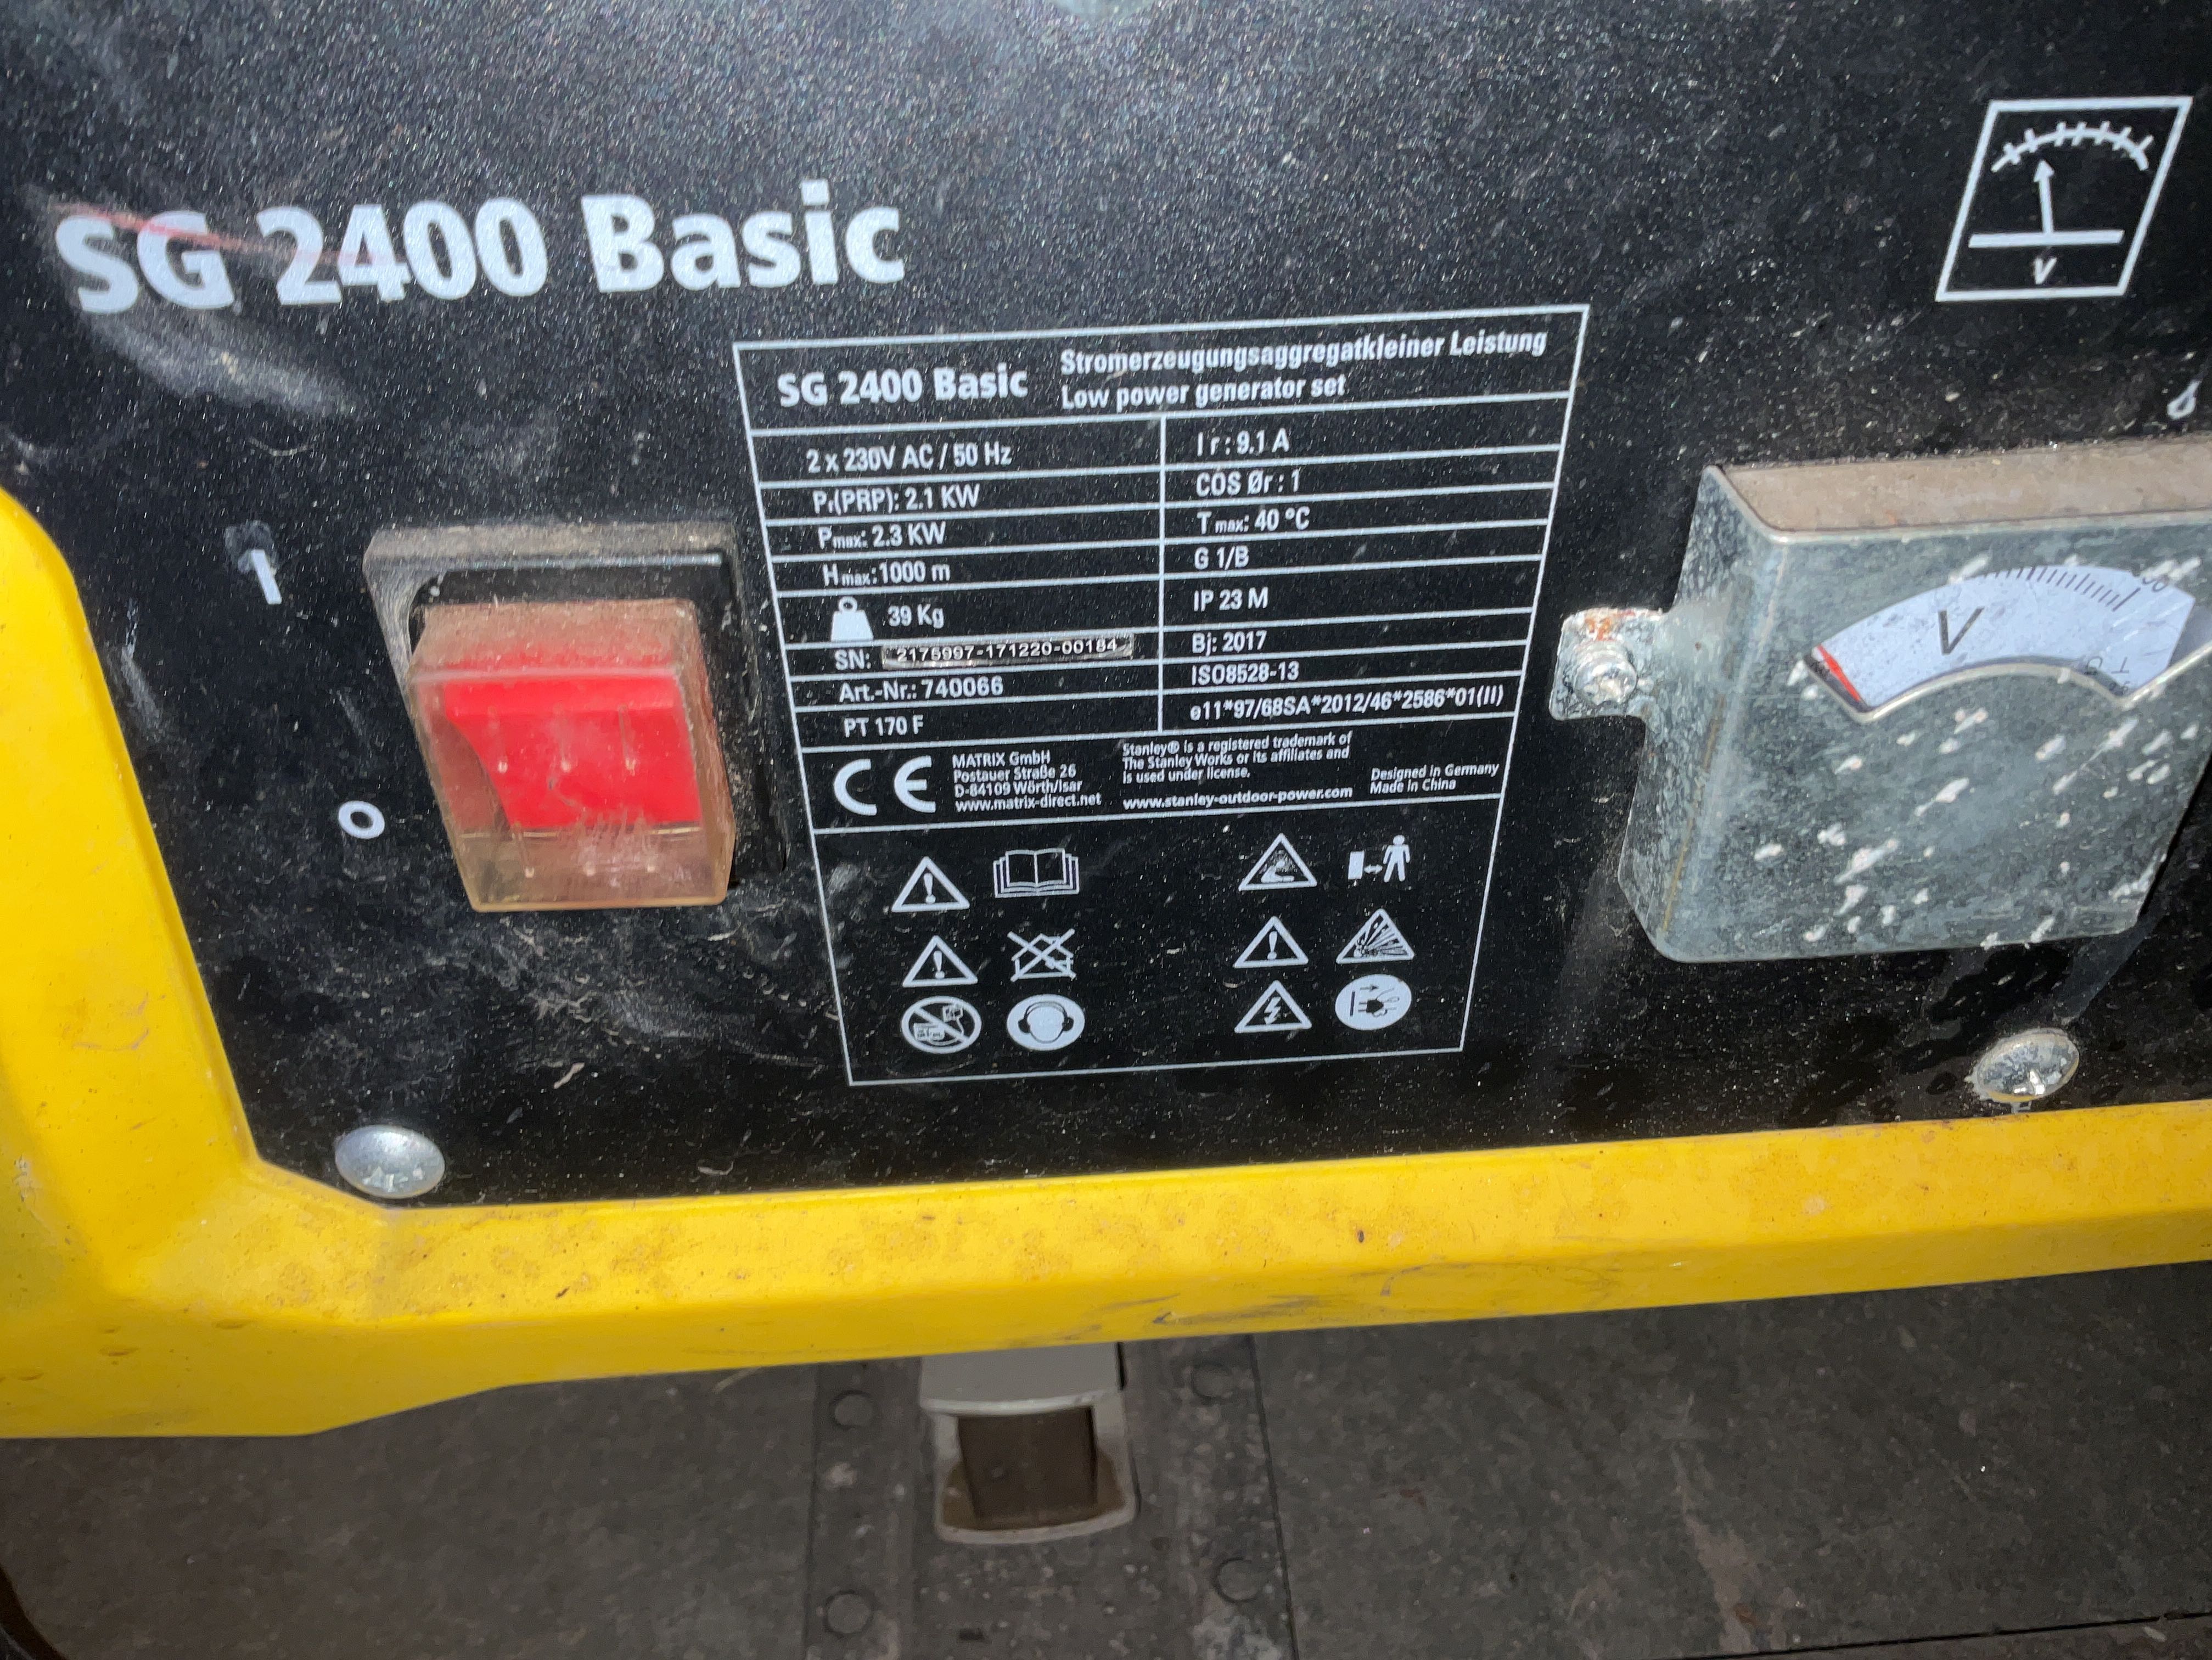 SG 2400 Basic
V
SG 2400 Basic
Stromerzeugungsaggregatkleiner Leistung
Low power generator set
2 x 230V AC / 50 Hz
I r : 9.1 A
Pr(PRP): 2.1 KW
COS Ør : 1
Pmax: 2.3 KW
T max: 40 °C
H max: 1000 m
G 1/B
39 Kg
IP 23 M
SN: 2175997-171220-00184
Bj: 2017
Art.-Nr.: 740066
ISO8528-13
PT 170 F
e11*97/68SA*2012/46*2586*01(II)
CE
MATRIX GmbH
Postauer Straße 26
D-84109 Wörth/Isar
www.matrix-direct.net
Stanley® is a registered trademark of
The Stanley Works or its affiliates and
is used under license.
www.stanley-outdoor-power.com
Designed in Germany
Made in China
I
O
V